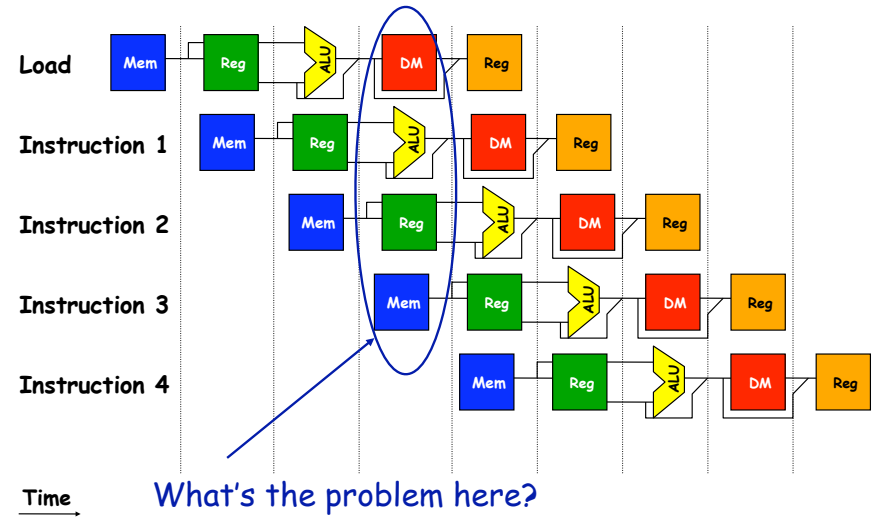 Load Mem Reg ALU DM Reg
Instruction 1 Mem Reg ALU DM Reg
Instruction 2 Mem Reg ALU DM Reg
Instruction 3 Mem Reg ALU DM Reg
Instruction 4 Mem Reg ALU DM Reg
Time What's the problem here?